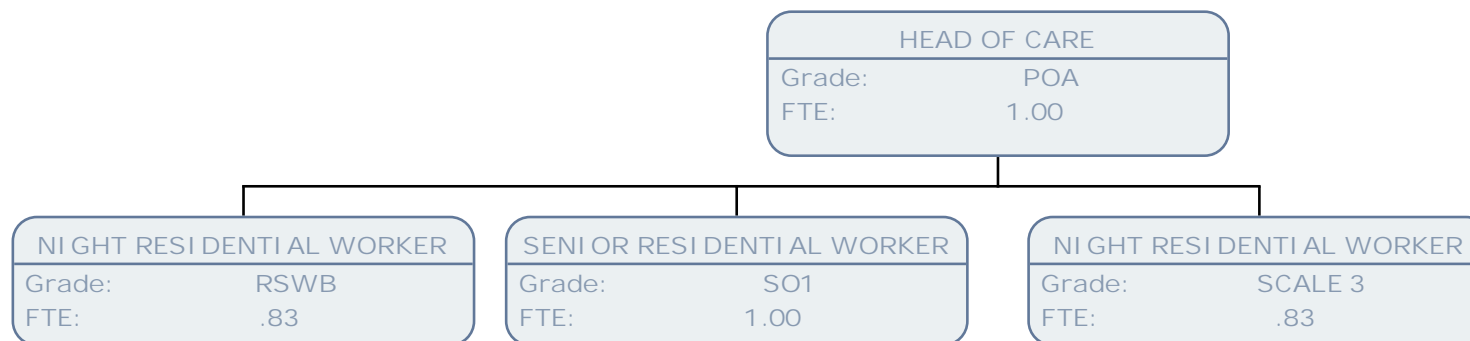 HEAD OF CARE
Grade: POA
FTE: 1.00
NIGHT RESIDENTIAL WORKER
Grade: RSWB
FTE: .83
SENIOR RESIDENTIAL WORKER
Grade: SO1
FTE: 1.00
NIGHT RESIDENTIAL WORKER
Grade: SCALE 3
FTE: .83